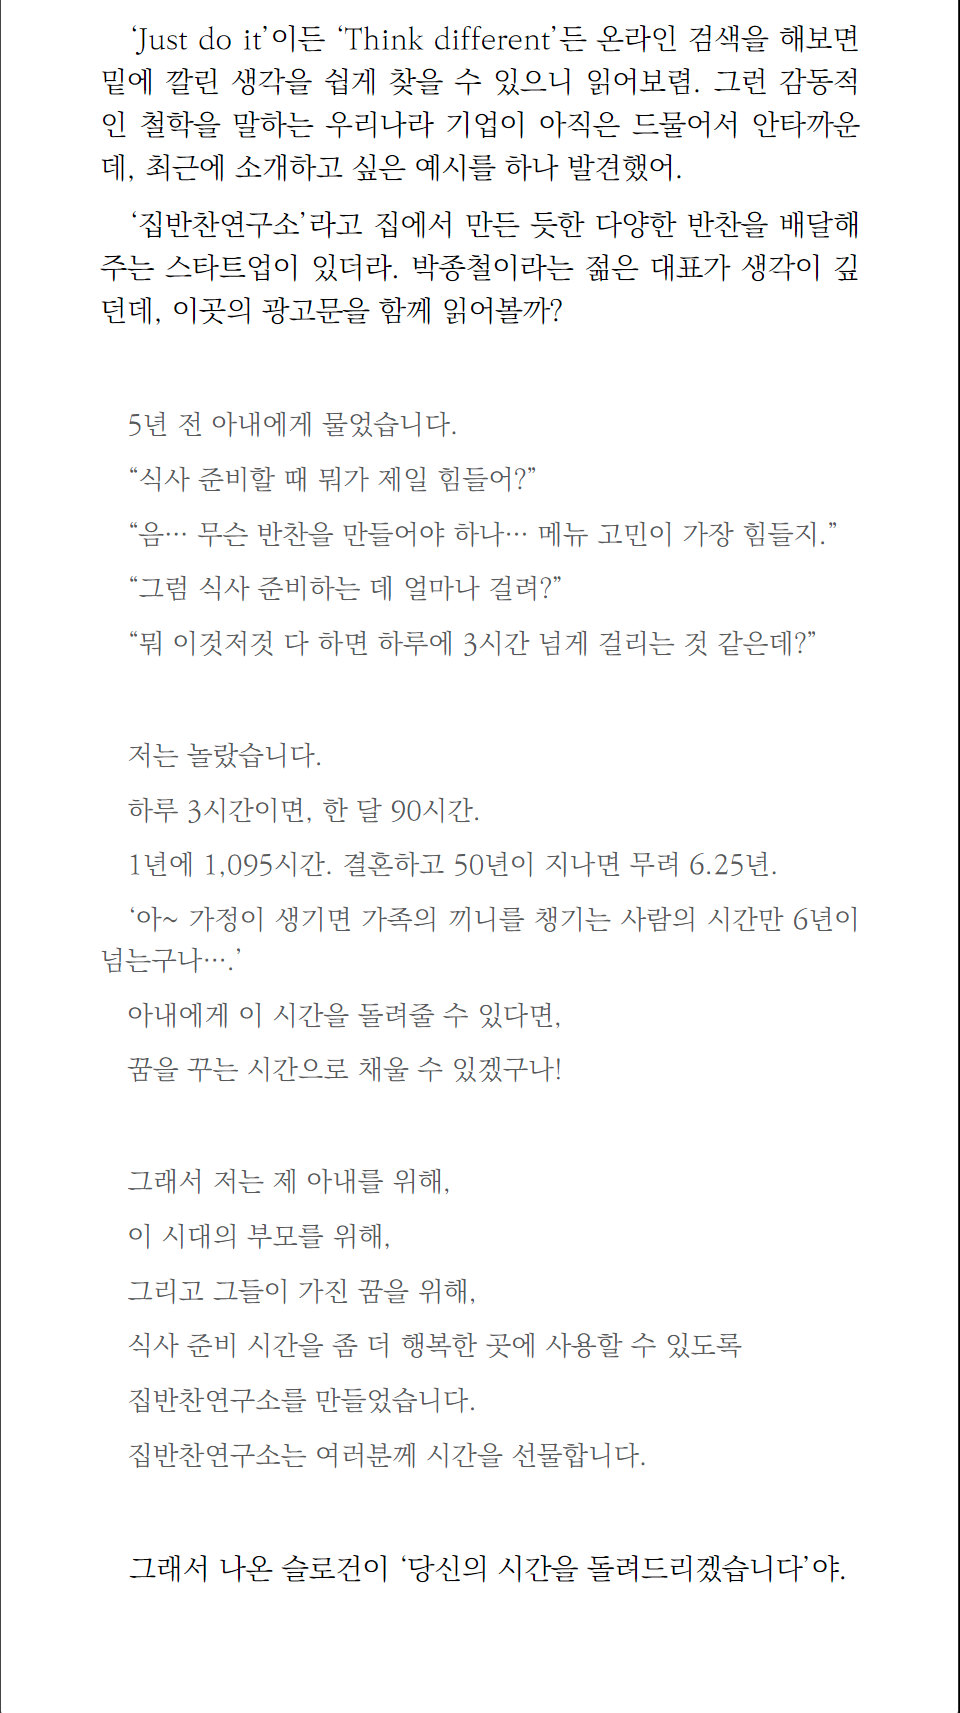 ‘Just do it’이든 ‘Think different’든 온라인 검색을 해보면
밑에 깔린 생각을 쉽게 찾을 수 있으니 읽어보렴. 그런 감동적
인 철학을 말하는 우리나라 기업이 아직은 드물어서 안타까운
데, 최근에 소개하고 싶은 예시를 하나 발견했어.
‘집반찬연구소’라고 집에서 만든 듯한 다양한 반찬을 배달해
주는 스타트업이 있더라. 박종철이라는 젊은 대표가 생각이 깊
던데, 이곳의 광고문을 함께 읽어볼까?
5년 전 아내에게 물었습니다.
“식사 준비할 때 뭐가 제일 힘들어?”
“음… 무슨 반찬을 만들어야 하나… 메뉴 고민이 가장 힘들지.”
“그럼 식사 준비하는 데 얼마나 걸려?”
“뭐 이것저것 다 하면 하루에 3시간 넘게 걸리는 것 같은데?”
저는 놀랐습니다.
하루 3시간이면, 한 달 90시간.
1년에 1,095시간. 결혼하고 50년이 지나면 무려 6.25년.
‘아~ 가정이 생기면 가족의 끼니를 챙기는 사람의 시간만 6년이
넘는구나….’
아내에게 이 시간을 돌려줄 수 있다면,
꿈을 꾸는 시간으로 채울 수 있겠구나!
그래서 저는 제 아내를 위해,
이 시대의 부모를 위해,
그리고 그들이 가진 꿈을 위해,
식사 준비 시간을 좀 더 행복한 곳에 사용할 수 있도록
집반찬연구소를 만들었습니다.
집반찬연구소는 여러분께 시간을 선물합니다.
그래서 나온 슬로건이 ‘당신의 시간을 돌려드리겠습니다’야.